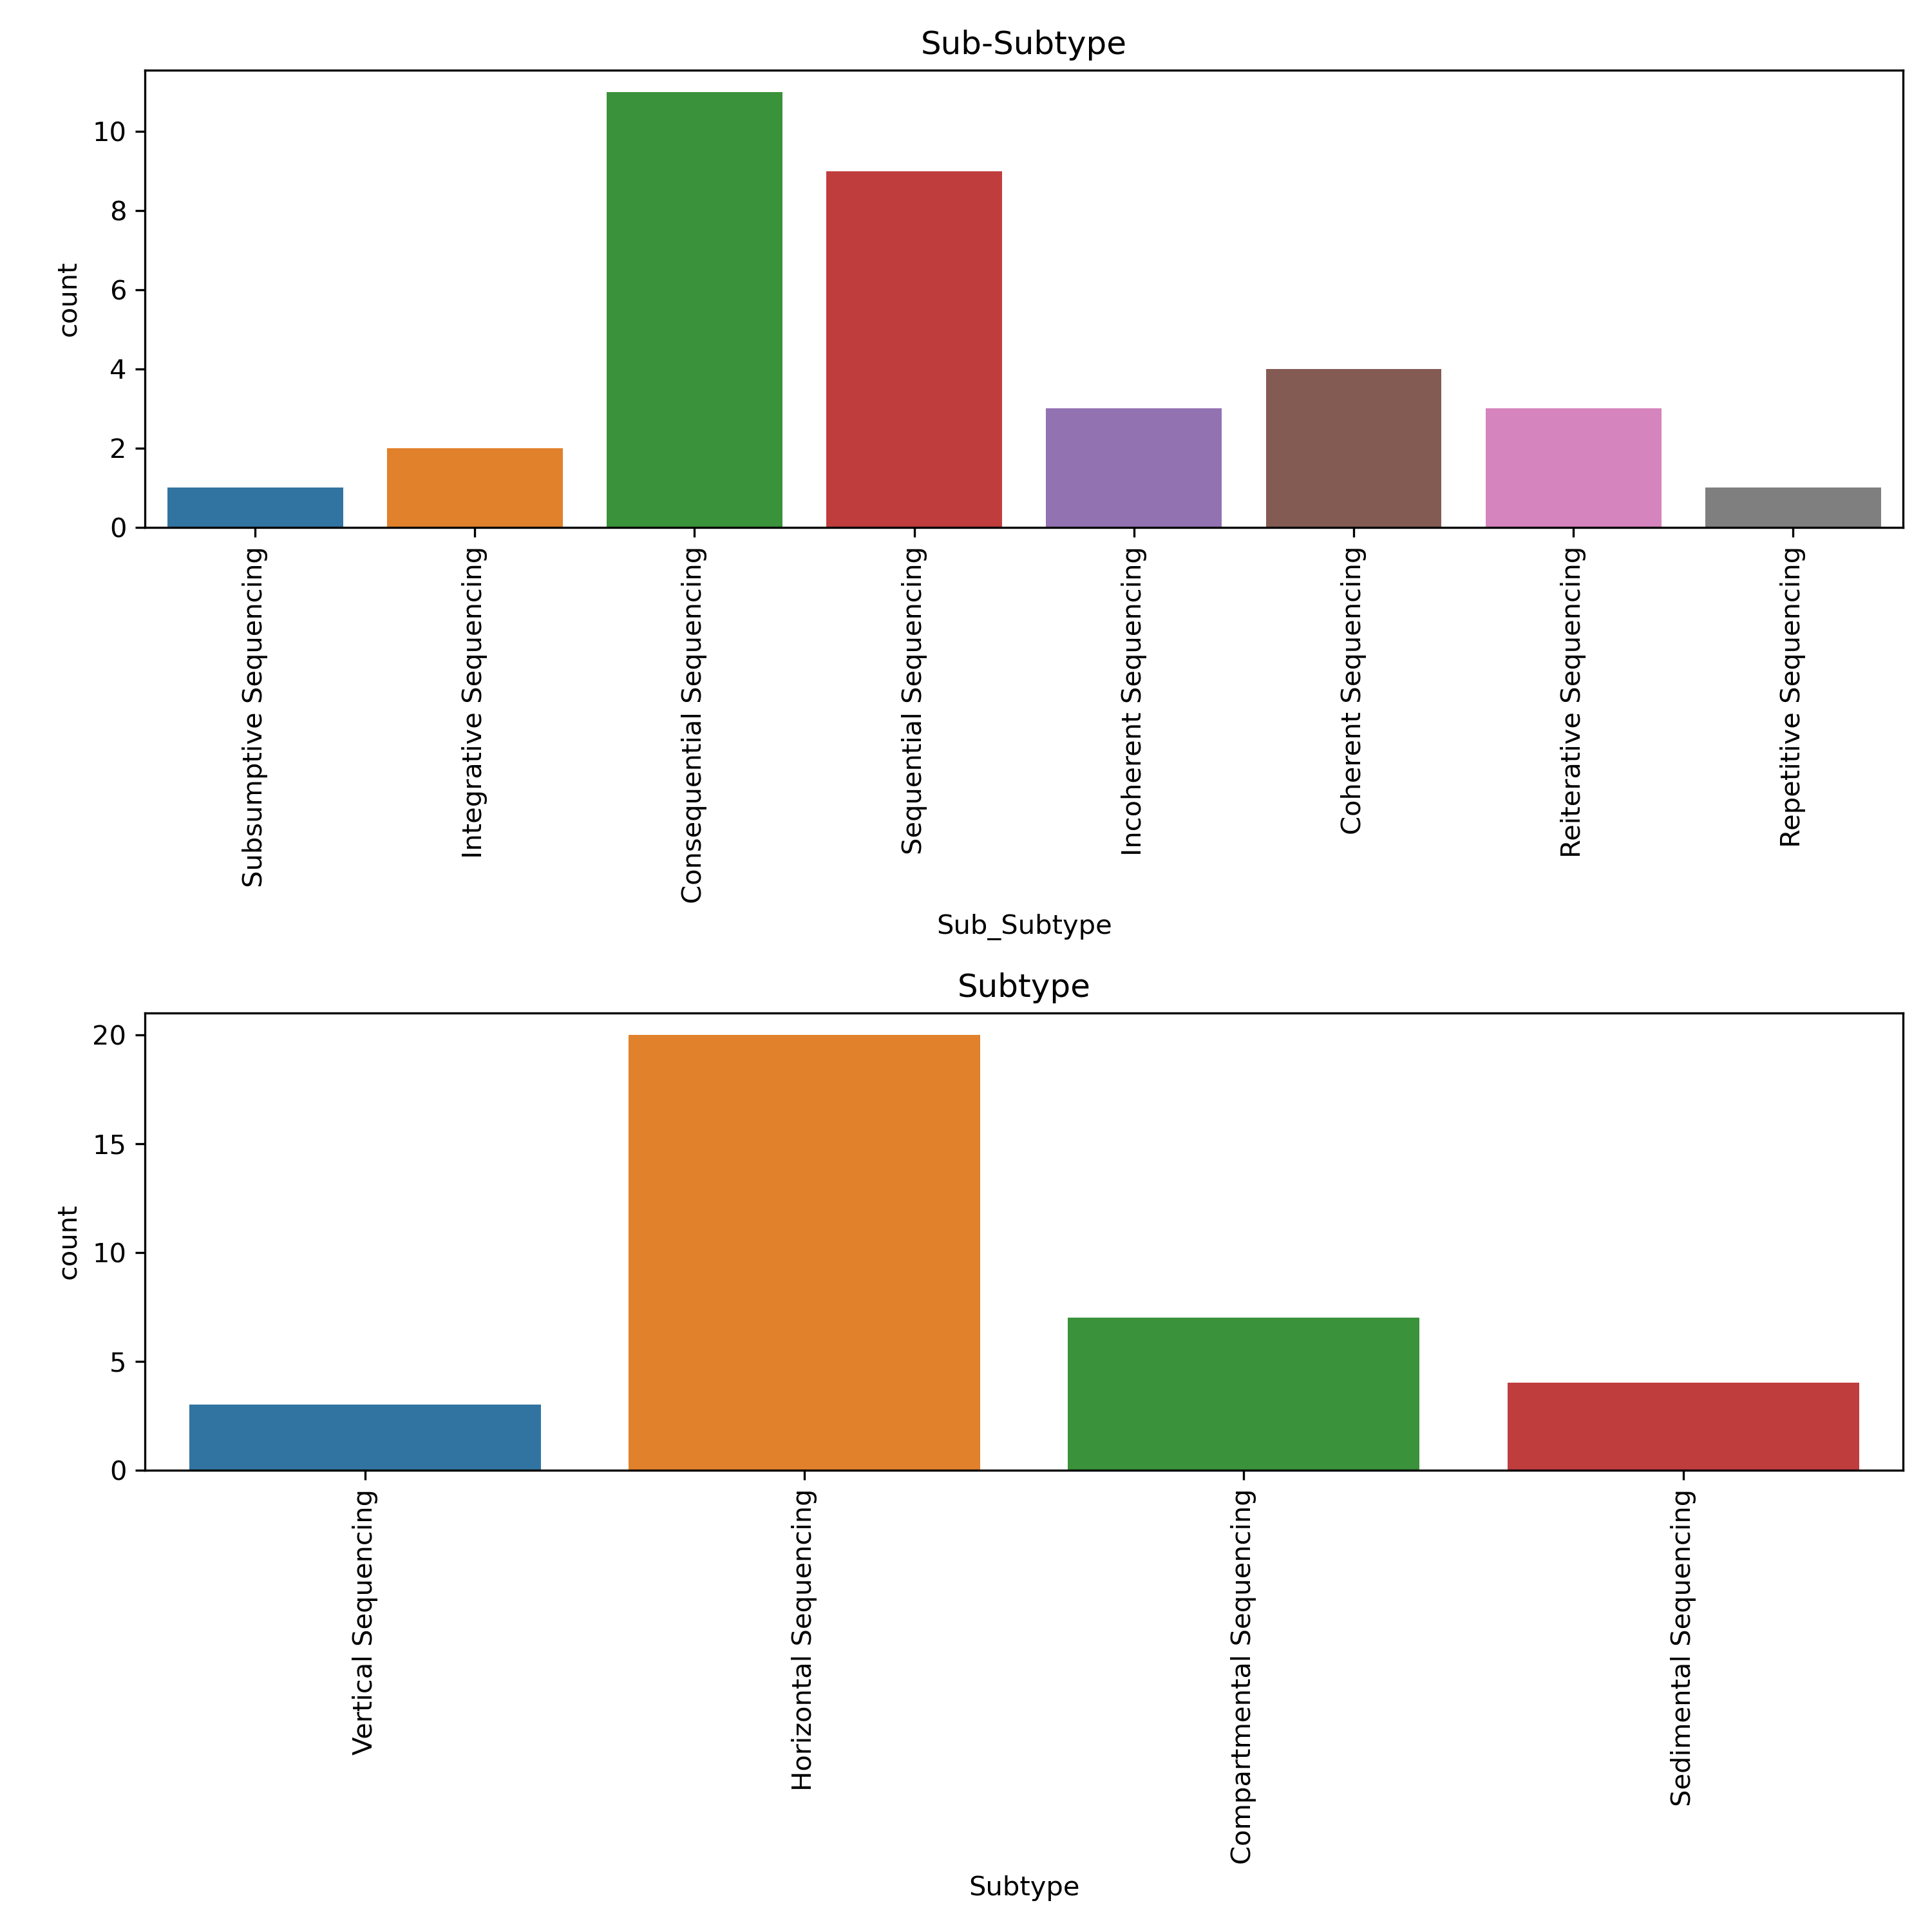 Sub-Subtype
count
10
8
6
4
2
0
Subsumptive Sequencing
Integrative Sequencing
Consequential Sequencing
Sequential Sequencing
Incoherent Sequencing
Coherent Sequencing
Reiterative Sequencing
Repetitive Sequencing
Sub_Subtype
Subtype
count
20
15
10
5
0
Vertical Sequencing
Horizontal Sequencing
Compartmental Sequencing
Sedimental Sequencing
Subtype